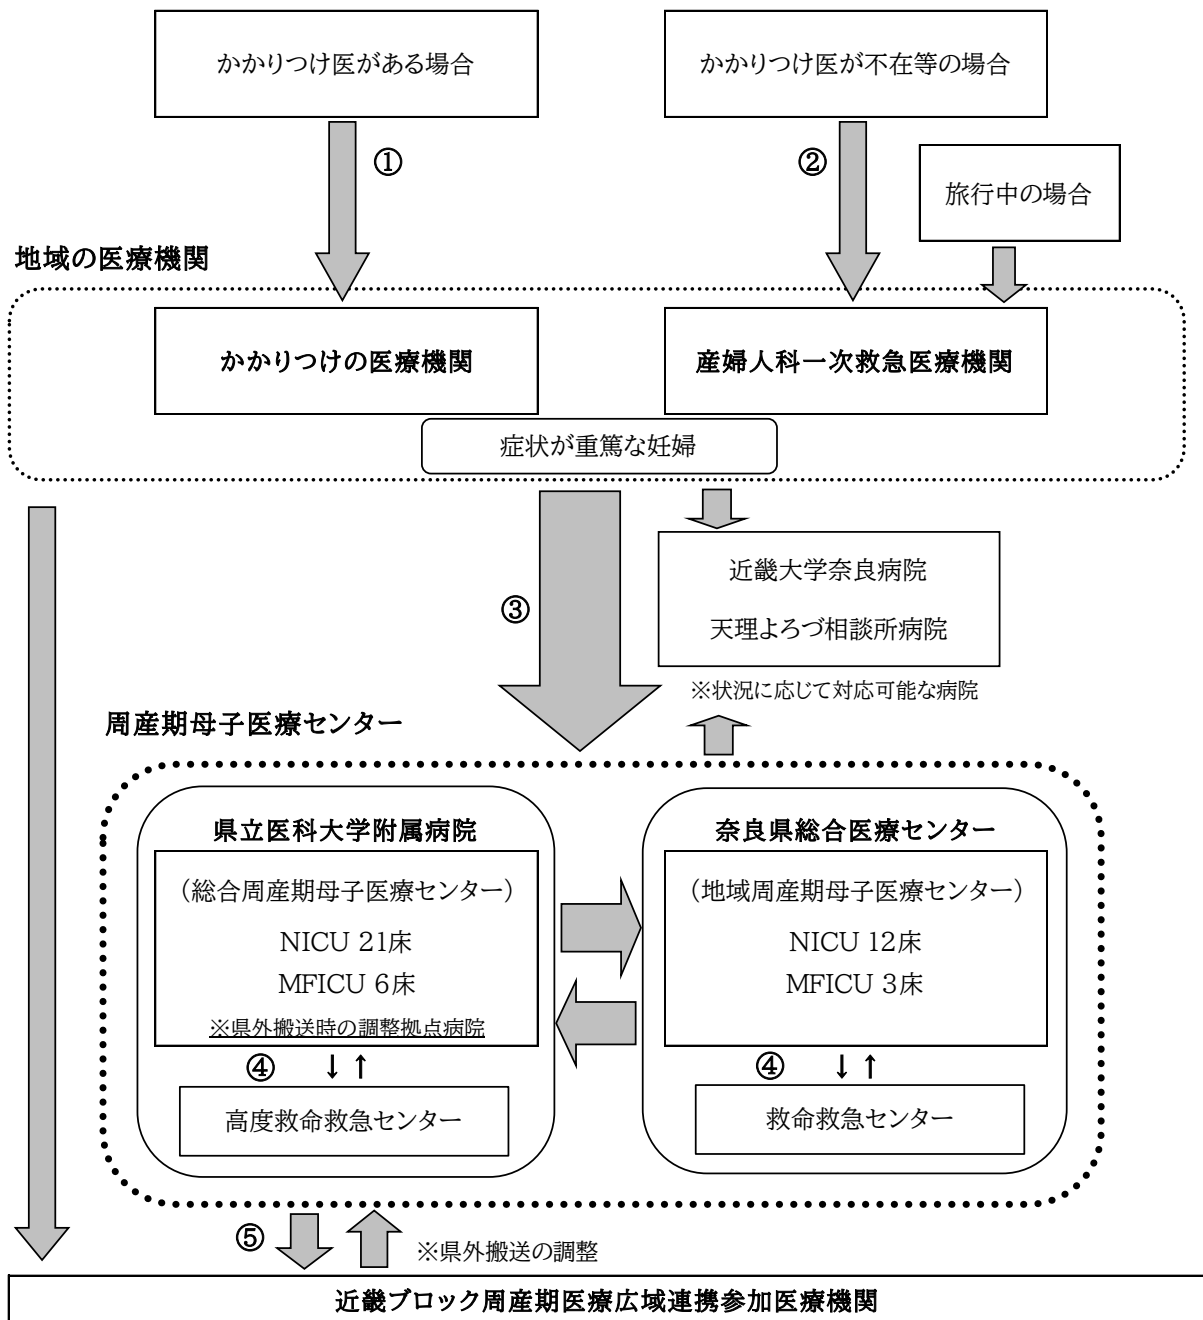 かかりつけ医がある場合
かかりつけ医が不在等の場合
①
②
旅行中の場合
地域の医療機関
かかりつけの医療機関
産婦人科一次救急医療機関
症状が重篤な妊婦
③
近畿大学奈良病院
天理よろづ相談所病院
※状況に応じて対応可能な病院
周産期母子医療センター
県立医科大学附属病院
（総合周産期母子医療センター）
NICU 21床
MFICU 6床
※県外搬送時の調整拠点病院
④ ↓↑
高度救命救急センター
奈良県総合医療センター
（地域周産期母子医療センター）
NICU 12床
MFICU 3床
④ ↓↑
救命救急センター
⑤
※県外搬送の調整
近畿ブロック周産期医療広域連携参加医療機関